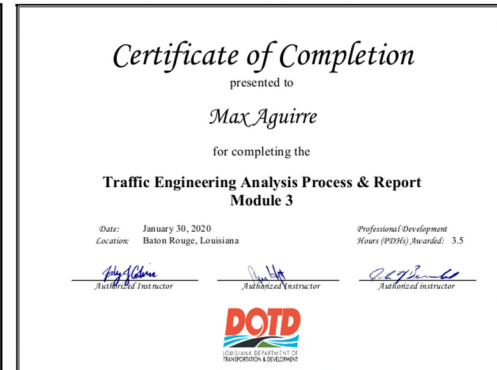 Certificate of Completion
presented to
Max Aguirre
for completing the
Traffic Engineering Analysis Process & Report
Module 3
Date: January 30, 2020
Location: Baton Rouge, Louisiana
Professional Development
Hours (PDHs) Awarded: 3.5
Authorized Instructor
Authorized Instructor
Authorized instructor
DOTD
LOUISIANA DEPARTMENT OF
TRANSPORTATION & DEVELOPMENT